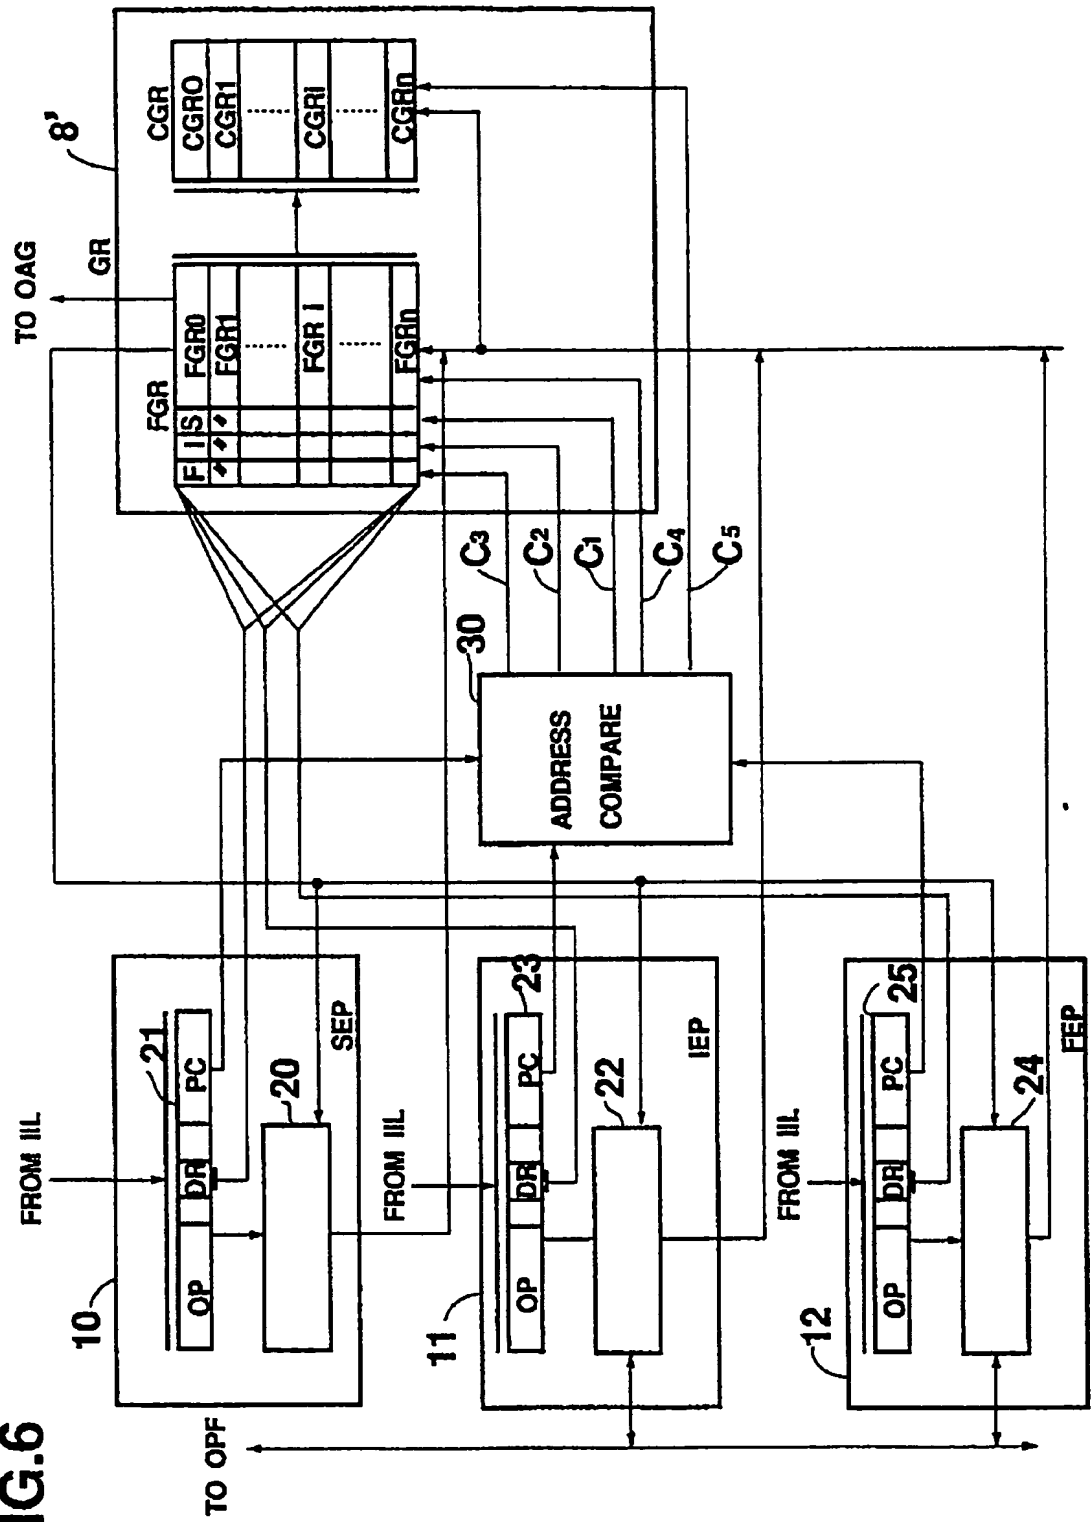 IG.6
TO OPF
10
FROM IIL
OP
DR
PC
21
20
SEP
11
FROM IIL
OP
DR
PC
23
22
IEP
12
FROM IIL
OP
DR
PC
25
24
FEP
30
ADDRESS
COMPARE
C3
C2
C1
C4
C5
TO OAG
GR
8'
FGR
F I S FGR0
〃 〃 〃 FGR1
FGR i
FGRn
CGR
CGR0
CGR1
CGRi
CGRn